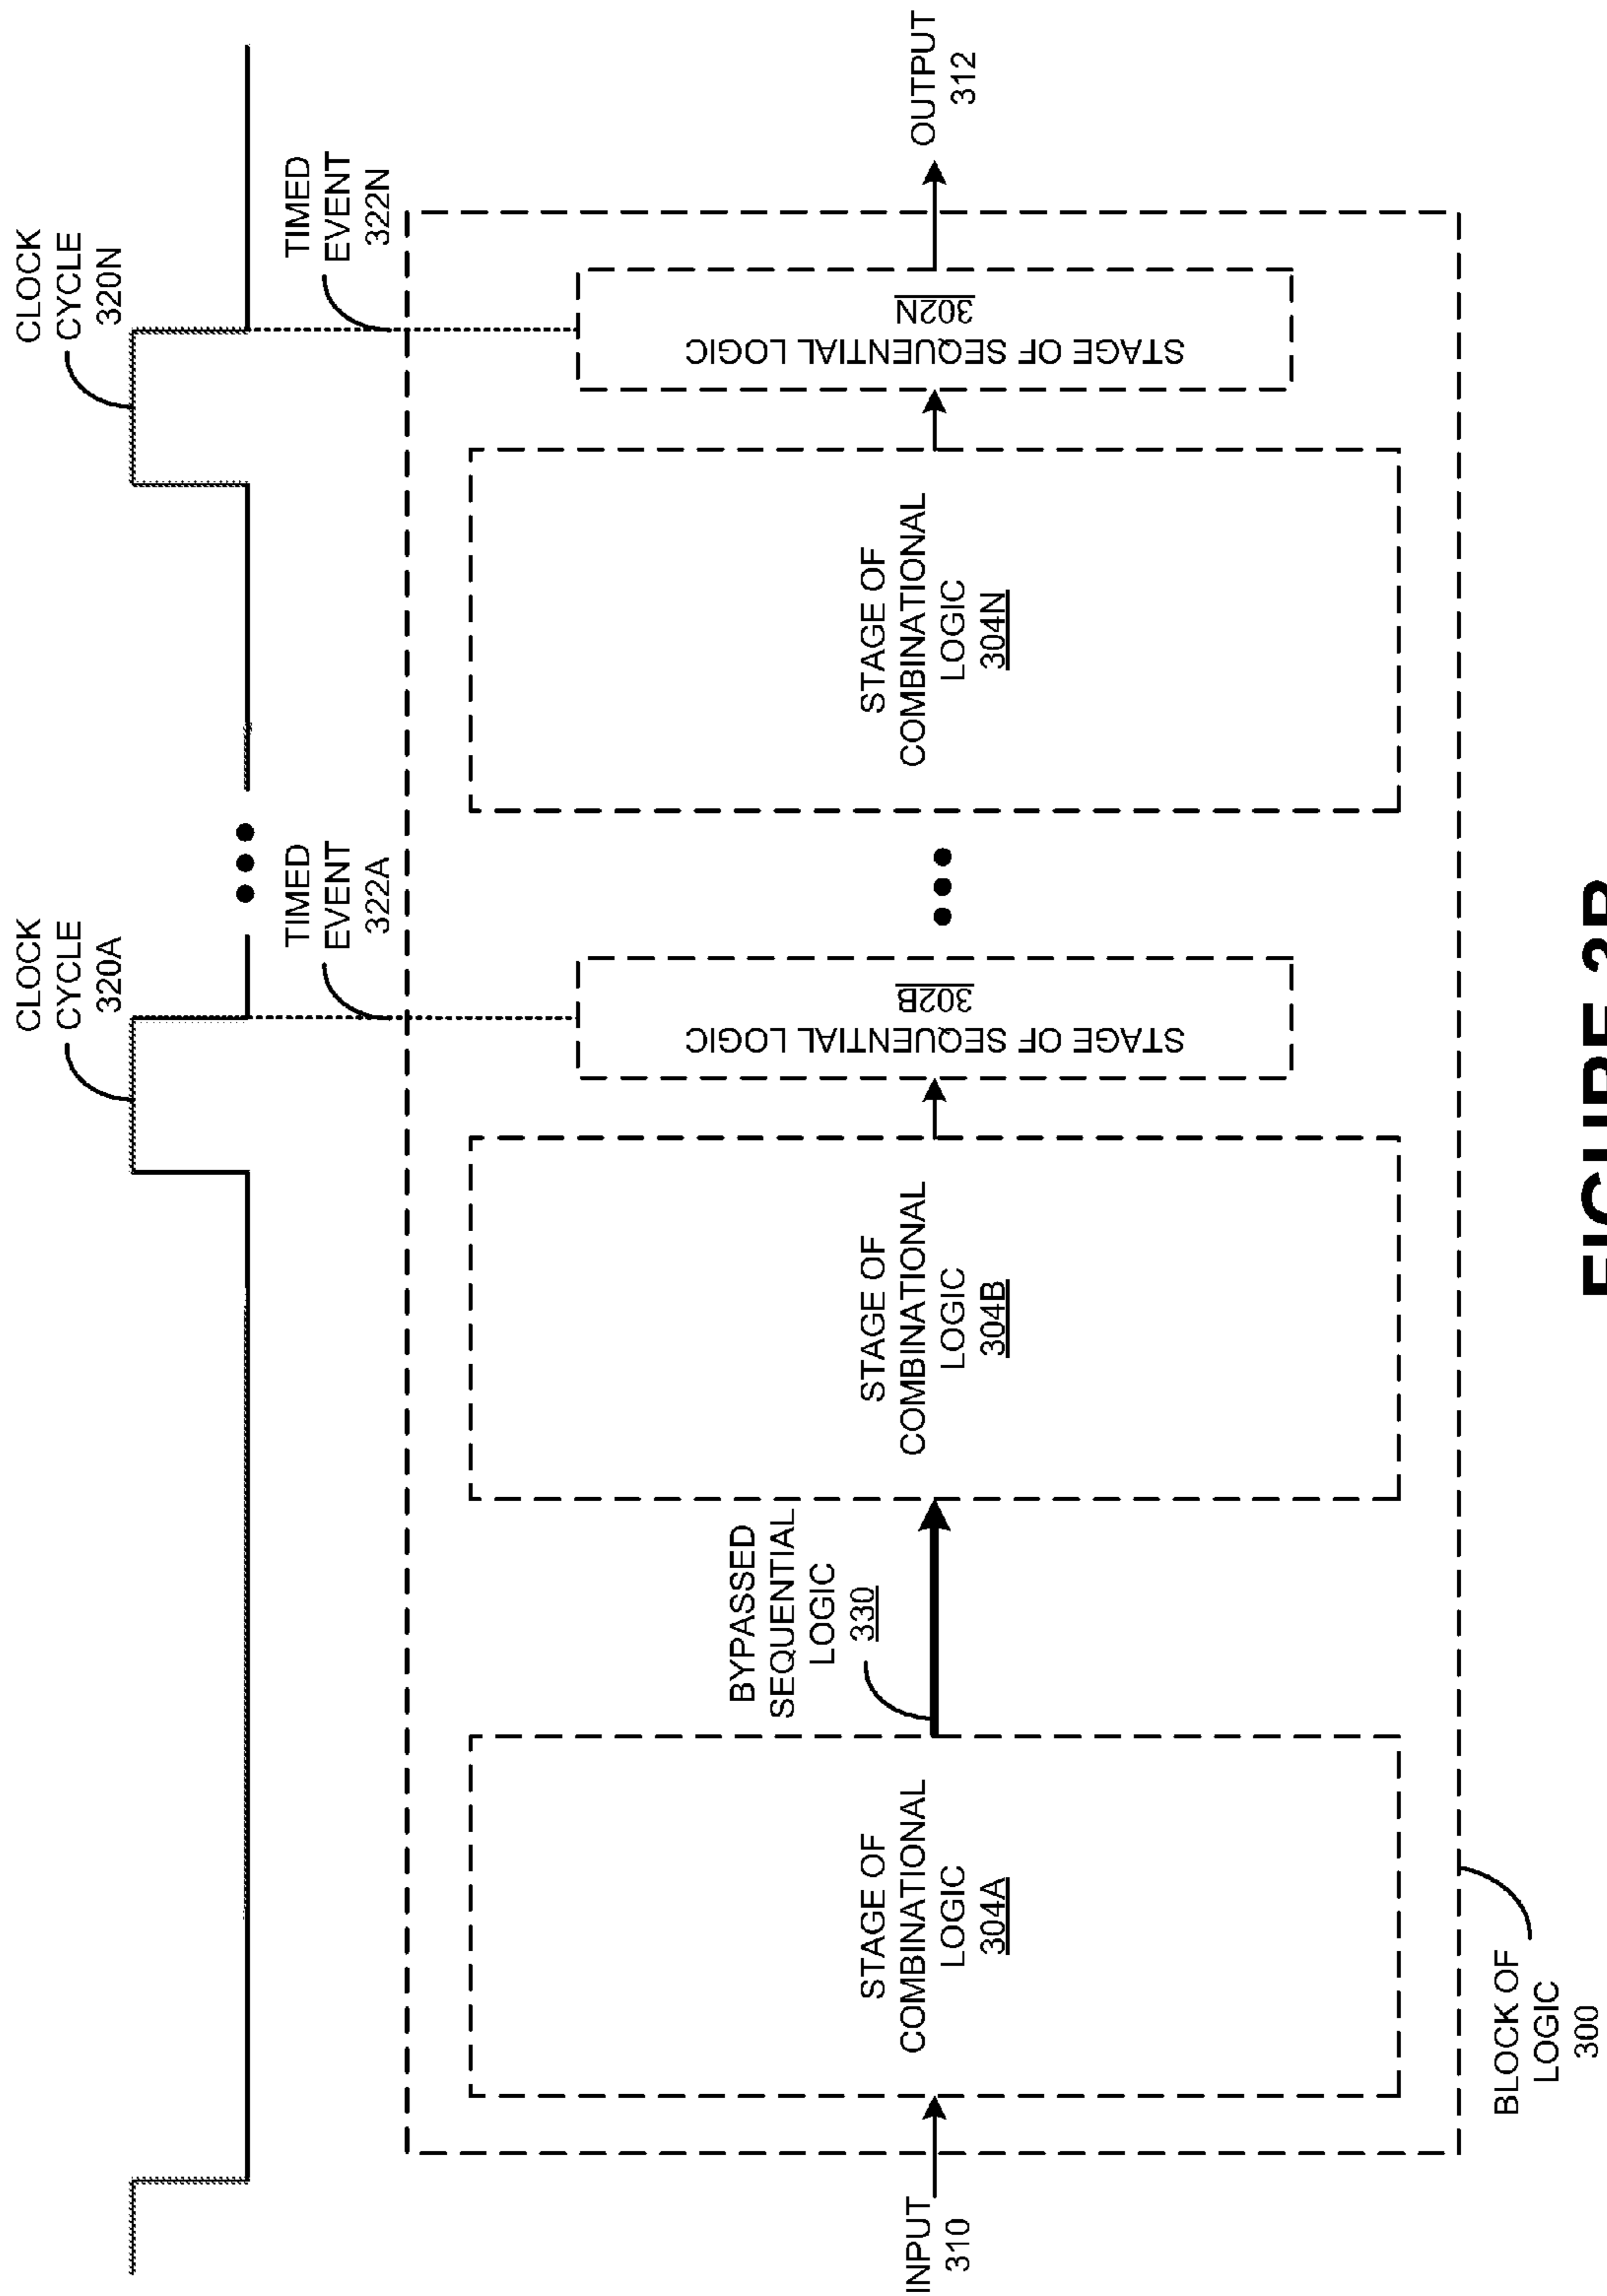 CLOCK
CYCLE
320A
CLOCK
CYCLE
320N
TIMED
EVENT
322A
TIMED
EVENT
322N
INPUT
310
STAGE OF
COMBINATIONAL
LOGIC
304A
BYPASSED
SEQUENTIAL
LOGIC
330
STAGE OF
COMBINATIONAL
LOGIC
304B
STAGE OF SEQUENTIAL LOGIC
302B
STAGE OF
COMBINATIONAL
LOGIC
304N
STAGE OF SEQUENTIAL LOGIC
302N
OUTPUT
312
BLOCK OF
LOGIC
300
FIGURE